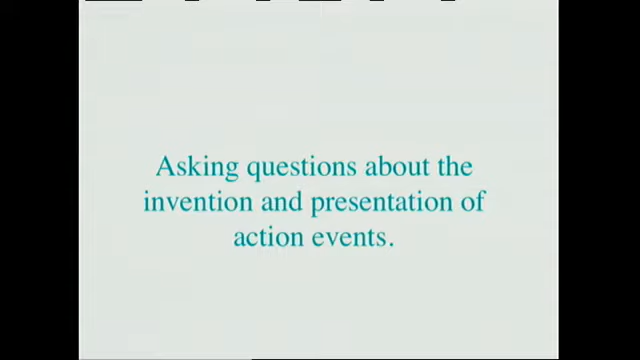 Asking questions about the
invention and presentation of
action events.